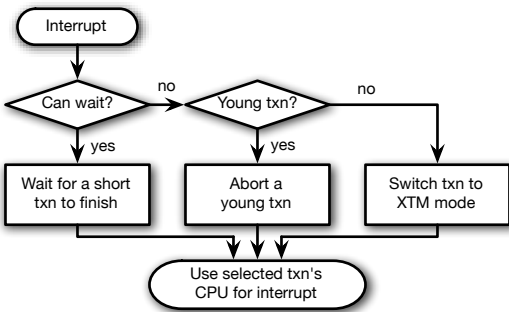 Interrupt
Can wait?
no
Young txn?
no
yes
yes
Wait for a short
txn to finish
Abort a
young txn
Switch txn to
XTM mode
Use selected txn's
CPU for interrupt